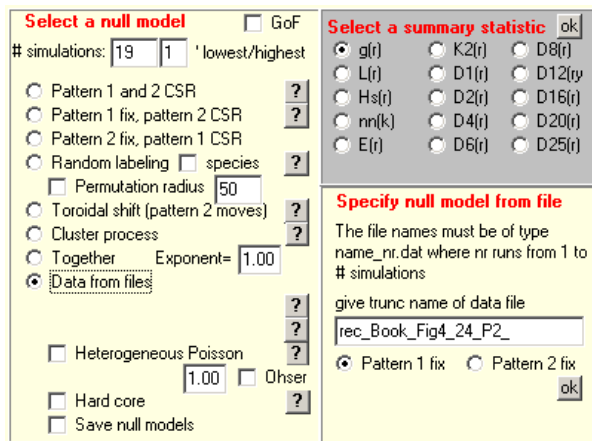 Select a null model GoF
# simulations: 19 1 ' lowest/highest
Pattern 1 and 2 CSR ?
Pattern 1 fix, pattern 2 CSR ?
Pattern 2 fix, pattern 1 CSR
Random labeling species ?
Permutation radius 50
Toroidal shift (pattern 2 moves) ?
Cluster process ?
Together Exponent= 1.00
Data from files
?
?
Heterogeneous Poisson ?
1.00 Ohser
Hard core ?
Save null models
Select a summary statistic ok
g(r) K2(r) D8(r)
L(r) D1(r) D12(ry
Hs(r) D2(r) D16(r)
nn(k) D4(r) D20(r)
E(r) D6(r) D25(r)
Specify null model from file
The file names must be of type
name_nr.dat where nr runs from 1 to
# simulations
give trunc name of data file
rec_Book_Fig4_24_P2_
Pattern 1 fix Pattern 2 fix
ok